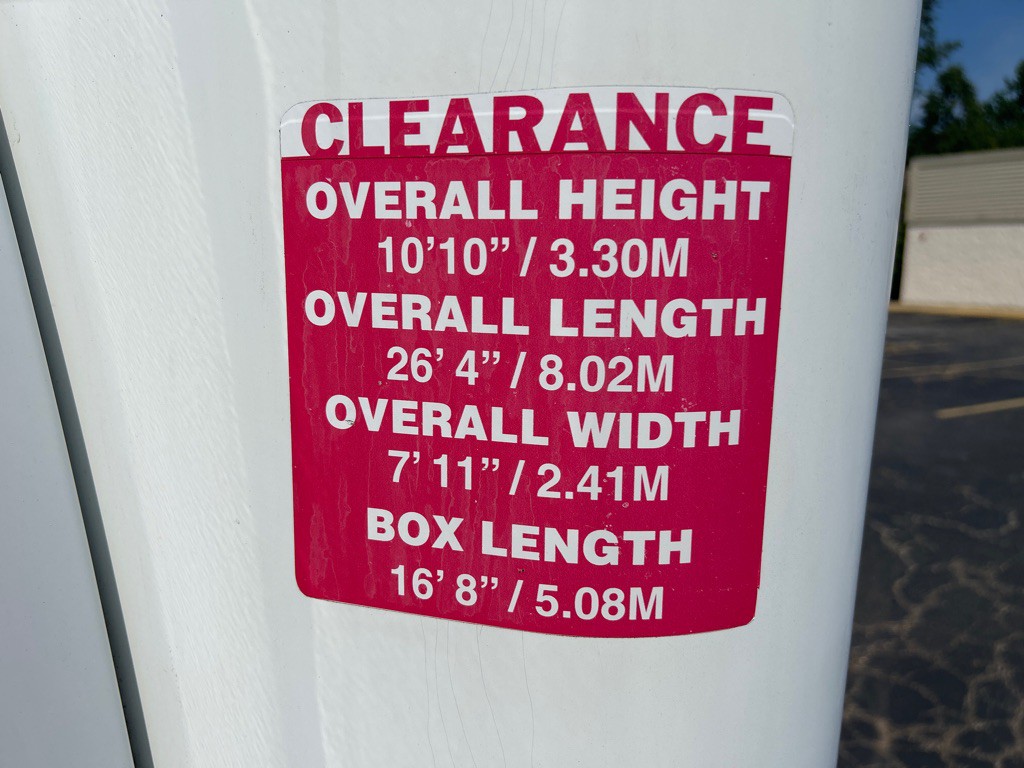 CLEARANCE
OVERALL HEIGHT
10'10” / 3.30M
OVERALL LENGTH
26’ 4” / 8.02M
OVERALL WIDTH
7’ 11” / 2.41M
BOX LENGTH
16’ 8” / 5.08M